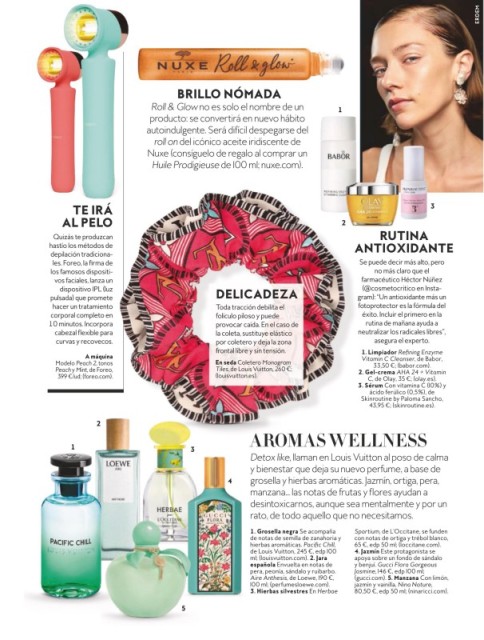 ERDEM
NUXE Roll & glow
PARIS
BRILLO NÓMADA
Roll & Glow no es solo el nombre de un
producto: se convertirá en nuevo hábito
autoindulgente. Será difícil despegarse del
roll on del icónico aceite iridiscente de
Nuxe (consíguelo de regalo al comprar un
Huile Prodigieuse de 100 ml; nuxe.com).
1
BABOR
2
3
TE IRÁ
AL PELO
Quizás te produzcan
hastío los métodos de
depilación tradiciona-
les. Foreo, la firma de
los famosos dispositi-
vos faciales, lanza un
dispositivo IPL (luz
pulsada) que promete
hacer un tratamiento
corporal completo en
10 minutos. Incorpora
cabezal flexible para
curvas y recovecos.
A máquina
Modelo Peach 2, tonos
Peach y Mint, de Foreo,
399 €/ud. (foreo.com).
DELICADEZA
Toda tracción debilita el
folículo piloso y puede
provocar caída. En el caso de
la coleta, sustituye elástico
por coletero y deja la zona
frontal libre y sin tensión.
En seda Coletero Monogram
Tiles, de Louis Vuitton, 260 €;
(louisvuitton.es).
RUTINA
ANTIOXIDANTE
Se puede decir más alto, pero
no más claro que el
farmacéutico Héctor Núñez
(@cosmetocritico en Insta-
gram): "Un antioxidante más un
fotoprotector es la fórmula del
éxito. Incluir el primero en la
rutina de mañana ayuda a
neutralizar los radicales libres",
asegura el experto.
1. Limpiador Refining Enzyme
Vitamin C Cleanser, de Babor,
33,50 €; (babor.com).
2. Gel-crema AHA 24 + Vitamin
C, de Olay, 35 €; (olay.es).
3. Sérum Con vitamina C (10%) y
ácido ferúlico (0,5%), de
Skinroutine by Paloma Sancho,
43,95 €; (skinroutine.es).
1
PACIFIC CHILL
2
LOEWE
3
HERBAE
L'OCCITANE
4
GUCCI
FLORA
5
AROMAS WELLNESS
Detox like, llaman en Louis Vuitton al poso de calma
y bienestar que deja su nuevo perfume, a base de
grosella y hierbas aromáticas. Jazmín, ortiga, pera,
manzana... las notas de frutas y flores ayudan a
desintoxicarnos, aunque sea mentalmente y por un
rato, de todo aquello que no necesitamos.
1. Grosella negra Se acompaña
de notas de semilla de zanahoria y
hierbas aromáticas. Pacific Chill,
de Louis Vuitton, 245 €, edp 100
ml (louisvuitton.com). 2. Jara
española Envuelta en notas de
pera, peonía, sándalo y ruibarbo.
Aire Anthesis, de Loewe, 190 €,
100 ml (perfumesloewe.com).
3. Hierbas silvestres En Herbae
Sportium, de L'Occitane, se funden
con notas de ortiga y trébol blanco,
65 €, edp 50 ml (loccitane.com).
4. Jazmín Este protagonista se
apoya sobre un fondo de sándalo
y benjuí. Gucci Flora Gorgeous
Jasmine, 146 €, edp 100 ml
(gucci.com). 5. Manzana Con limón,
jazmín y vainilla. Nina Nature,
80,50 €, edp 50 ml (ninaricci.com).